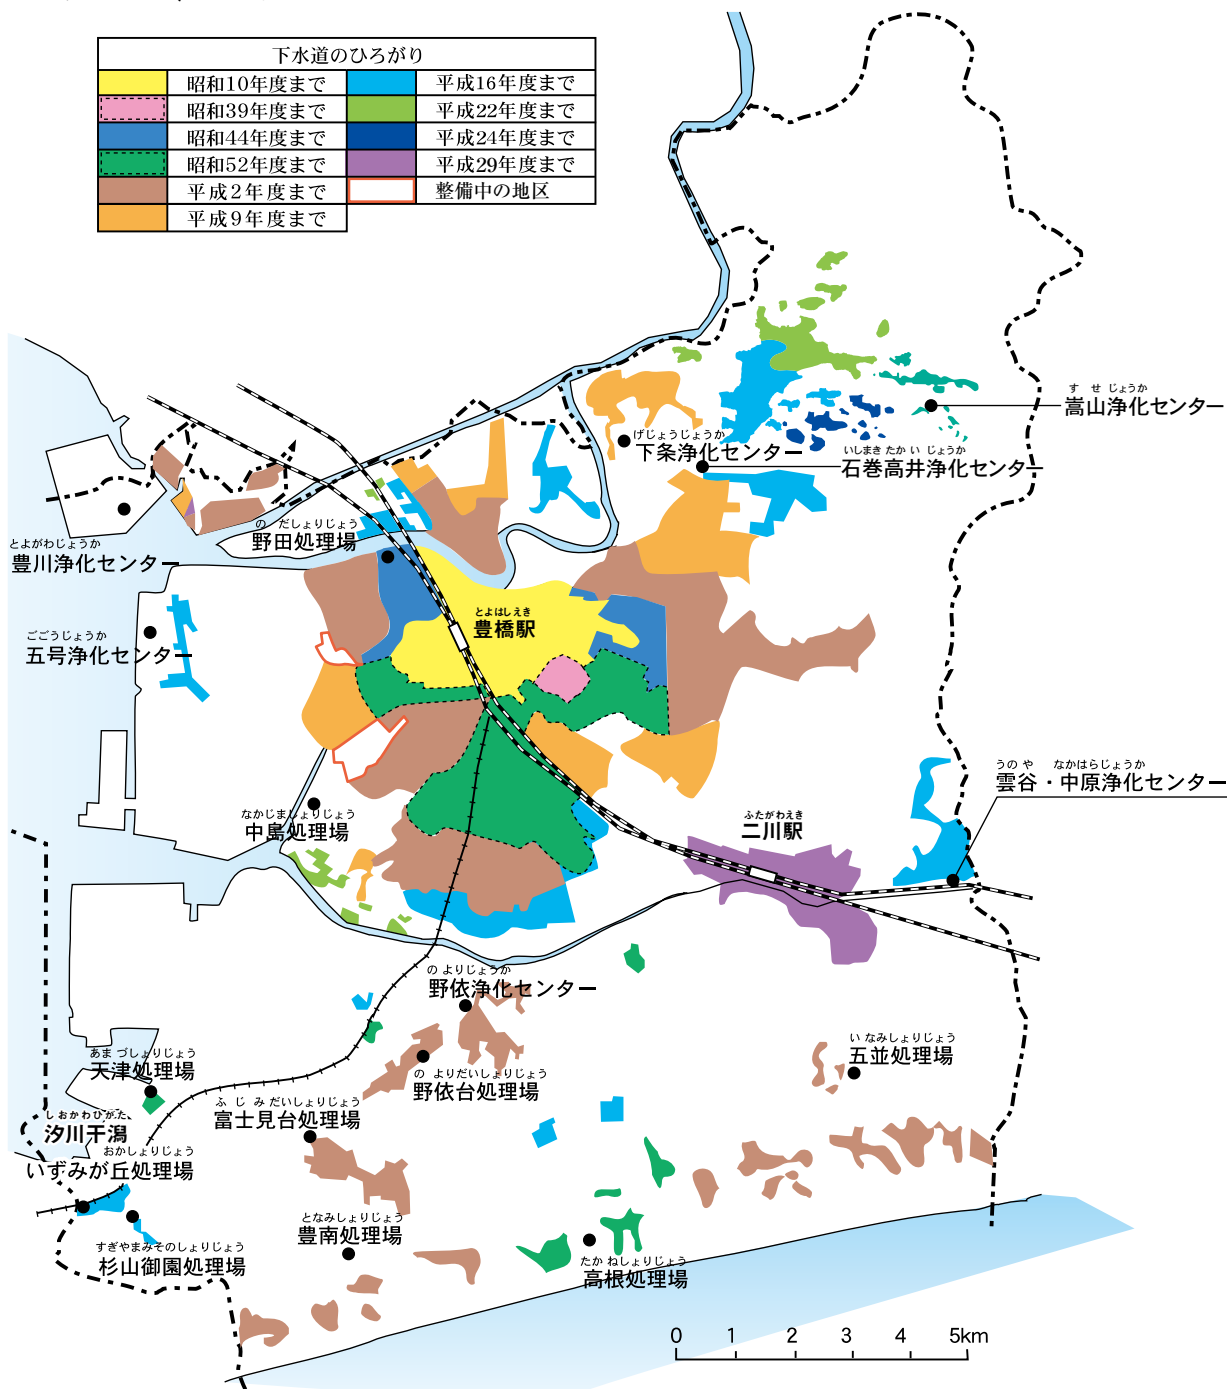 下水道のひろがり
昭和10年度まで
平成16年度まで
昭和39年度まで
平成22年度まで
昭和44年度まで
平成24年度まで
昭和52年度まで
平成29年度まで
平成2年度まで
整備中の地区
平成9年度まで
す せ じょうか
嵩山浄化センター
げじょうじょうか
下条浄化センター
いしまき たか い じょうか
石巻高井浄化センター
の だしょりじょう
野田処理場
とよがわじょうか
豊川浄化センター
とよはしえき
豊橋駅
ごごうじょうか
五号浄化センター
うの や なかはらじょうか
雲谷・中原浄化センター
なかじましょりじょう
中島処理場
ふたがわえき
二川駅
の よりじょうか
野依浄化センター
い なみしょりじょう
五並処理場
あま づしょりじょう
天津処理場
の よりだいしょりじょう
野依台処理場
ふ じ み だいしょりじょう
富士見台処理場
しおかわひがた
汐川干潟
おかしょりじょう
いずみが丘処理場
となみしょりじょう
豊南処理場
すぎやまみそのしょりじょう
杉山御園処理場
たか ねしょりじょう
高根処理場
0 1 2 3 4 5km